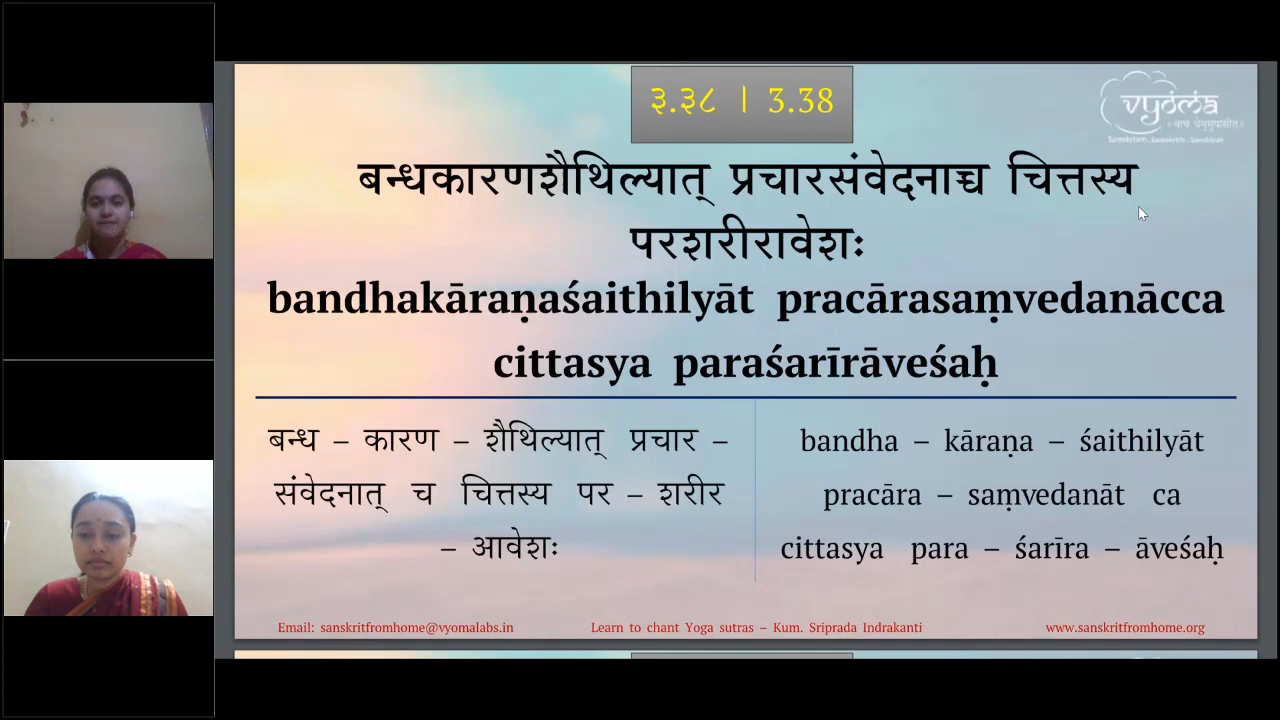 ३.३८ । 3.38
vyoma
बन्धकारणशैथिल्यात् प्रचारसंवेदनाच्च चित्तस्य
परशरीरावेशः
bandhakāraṇaśaithilyāt pracārasaṃvedanācca
cittasya paraśarīrāveśaḥ
बन्ध – कारण – शैथिल्यात् प्रचार –
संवेदनात् च चित्तस्य पर – शरीर
– आवेशः
bandha – kāraṇa – śaithilyāt
pracāra – saṃvedanāt ca
cittasya para – śarīra – āveśaḥ
Email: sanskritfromhome@vyomalabs.in Learn to chant Yoga sutras – Kum. Sriprada Indrakanti www.sanskritfromhome.org